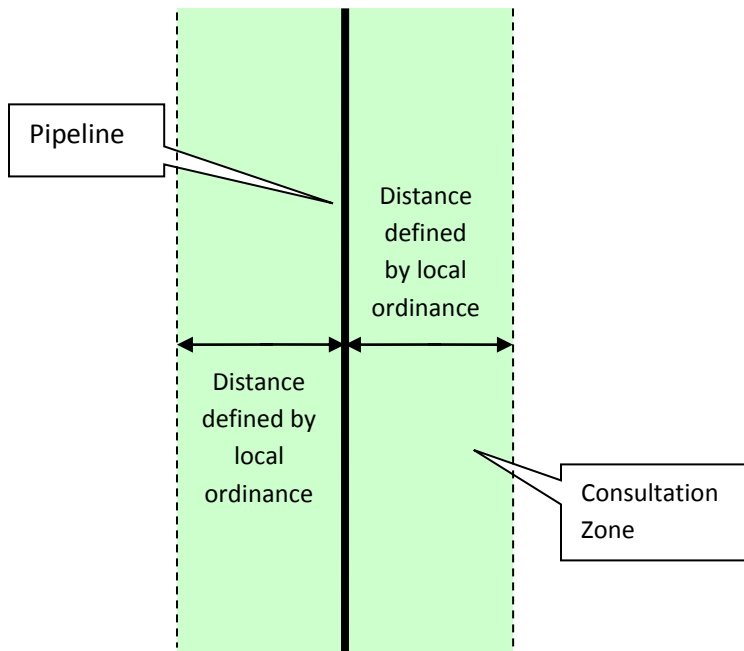 Pipeline
Distance
defined
by local
ordinance
Distance
defined by
local
ordinance
Consultation
Zone